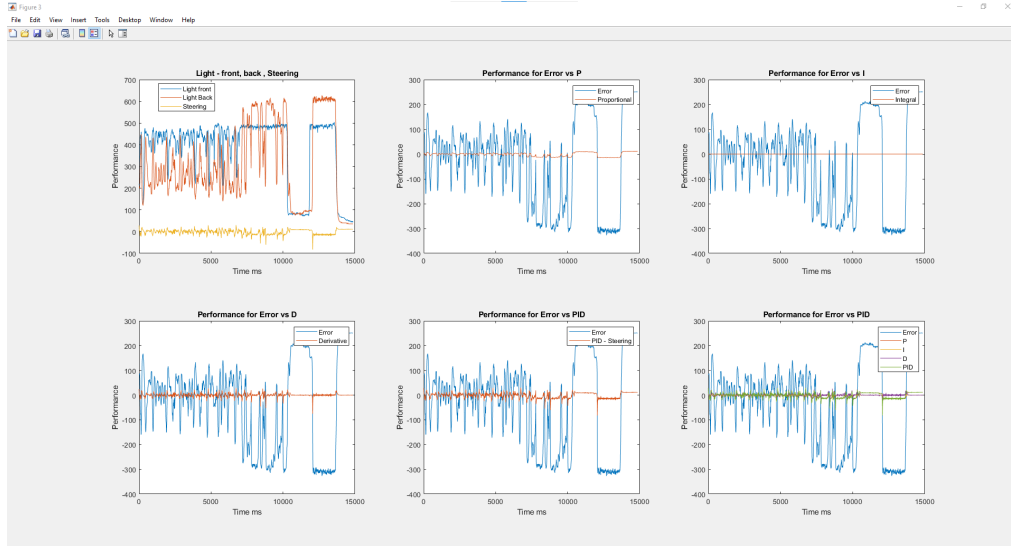 Figure 3
File Edit View Insert Tools Desktop Window Help
Light - front, back , Steering
Performance
700
600
500
400
300
200
100
0
-100
Light front
Light Back
Steering
0 5000 10000 15000
Time ms
Performance for Error vs P
Performance
300
200
100
0
-100
-200
-300
-400
Error
Proportional
0 5000 10000 15000
Time ms
Performance for Error vs I
Performance
300
200
100
0
-100
-200
-300
-400
Error
Integral
0 5000 10000 15000
Time ms
Performance for Error vs D
Performance
300
200
100
0
-100
-200
-300
-400
Error
Derivative
0 5000 10000 15000
Time ms
Performance for Error vs PID
Performance
300
200
100
0
-100
-200
-300
-400
Error
PID - Steering
0 5000 10000 15000
Time ms
Performance for Error vs PID
Performance
300
200
100
0
-100
-200
-300
-400
Error
P
I
D
PID
0 5000 10000 15000
Time ms